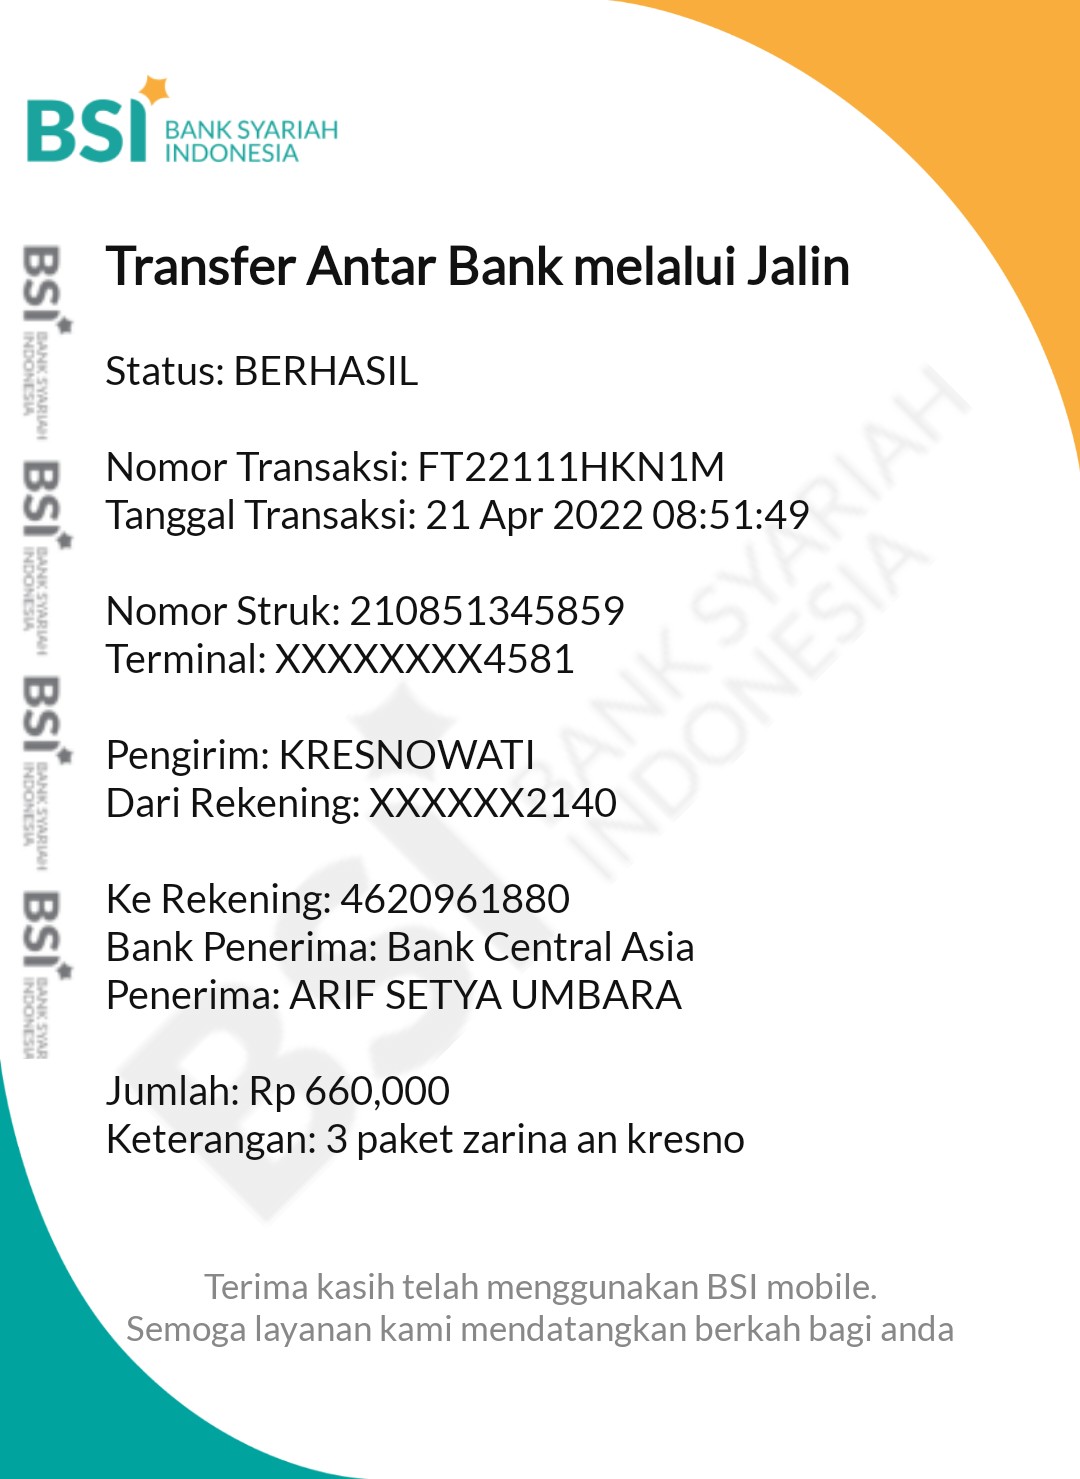 BSI BANK SYARIAH
INDONESIA
Transfer Antar Bank melalui Jalin
Status: BERHASIL
Nomor Transaksi: FT22111HKN1M
Tanggal Transaksi: 21 Apr 2022 08:51:49
Nomor Struk: 210851345859
Terminal: XXXXXXXX4581
Pengirim: KRESNOWATI
Dari Rekening: XXXXXX2140
Ke Rekening: 4620961880
Bank Penerima: Bank Central Asia
Penerima: ARIF SETYA UMBARA
Jumlah: Rp 660,000
Keterangan: 3 paket zarina an kresno
Terima kasih telah menggunakan BSI mobile.
Semoga layanan kami mendatangkan berkah bagi anda
BSI BANK SYARIAH
INDONESIA
BSI BANK SYARIAH
INDONESIA
BSI BANK SYARIAH
INDONESIA
BSI BANK SYAR
INDONESIA
BSI BANK SYARIAH
INDONESIA